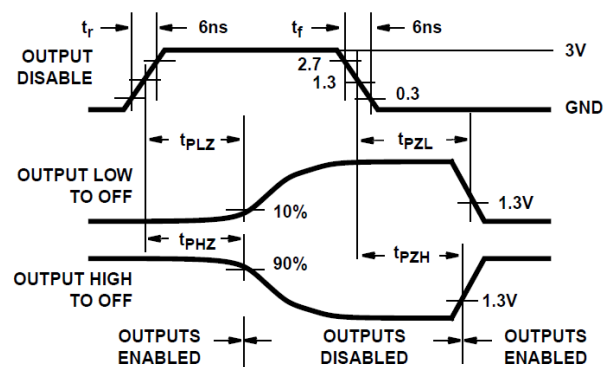 tr 6ns tf 6ns
OUTPUT
DISABLE
3V
2.7
1.3
0.3
GND
tPLZ tPZL
OUTPUT LOW
TO OFF
10%
1.3V
tPHZ tPZH
OUTPUT HIGH
TO OFF
90%
1.3V
OUTPUTS
ENABLED
OUTPUTS
DISABLED
OUTPUTS
ENABLED